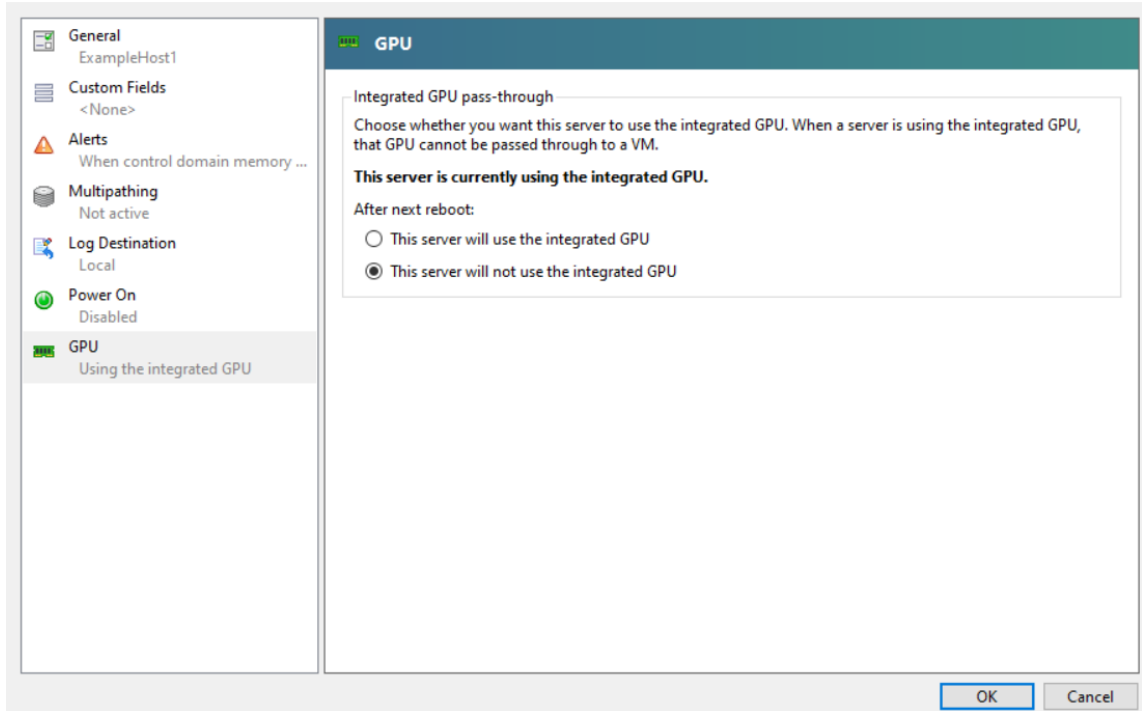 General
ExampleHost1
Custom Fields
<None>
Alerts
When control domain memory ...
Multipathing
Not active
Log Destination
Local
Power On
Disabled
GPU
Using the integrated GPU
GPU
Integrated GPU pass-through
Choose whether you want this server to use the integrated GPU. When a server is using the integrated GPU,
that GPU cannot be passed through to a VM.
This server is currently using the integrated GPU.
After next reboot:
This server will use the integrated GPU
This server will not use the integrated GPU
OK
Cancel